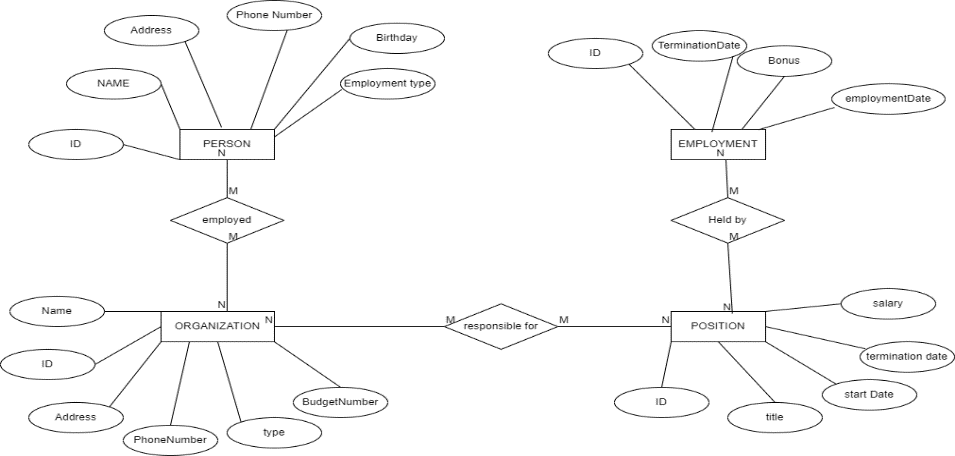 Phone Number
Address
Birthday
TerminationDate
ID
Bonus
NAME
Employment type
employmentDate
ID
PERSON
N
EMPLOYMENT
N
M
M
employed
Held by
M
M
N
N
Name
salary
ORGANIZATION
N
M
responsible for
M
N
POSITION
termination date
ID
start Date
BudgetNumber
ID
Address
title
type
PhoneNumber